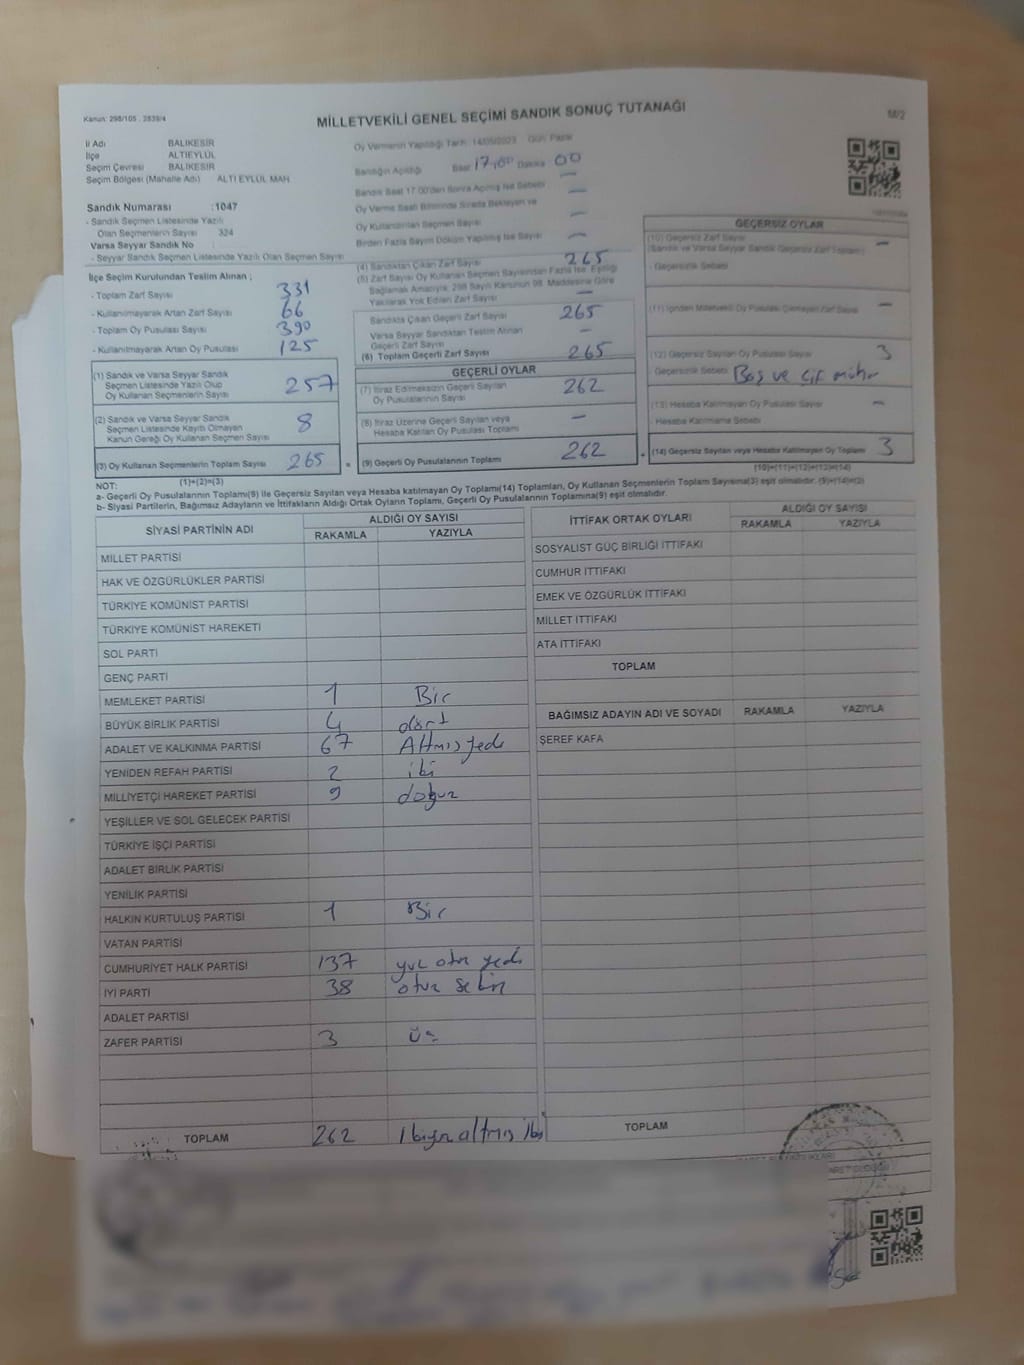 Kanun: 298/105 . 2839/4
MİLLETVEKİLİ GENEL SEÇİMİ SANDIK SONUÇ TUTANAĞI
M/2
İl Adı BALIKESİR
İlçe ALTIEYLÜL
Seçim Çevresi BALIKESİR
Seçim Bölgesi (Mahalle Adı) ALTI EYLÜL MAH.
Oy Vermenin Yapıldığı Tarih: 14/05/2023 Gün: Pazar
Sandığın Açıldığı Saat 17:00 Dakika 00
Sandık Saat 17.00'den Sonra Açılmış İse Sebebi -
Oy Verme Saati Bitiminde Sırada Bekleyen ve
Oy Kullandırılan Seçmen Sayısı -
Birden Fazla Sayım Döküm Yapılmış İse Sayısı -
Sandık Numarası : 1047
- Sandık Seçmen Listesinde Yazılı
Olan Seçmenlerin Sayısı 324
Varsa Seyyar Sandık No
- Seyyar Sandık Seçmen Listesinde Yazılı Olan Seçmen Sayısı
İlçe Seçim Kurulundan Teslim Alınan ;
- Toplam Zarf Sayısı 331
- Kullanılmayarak Artan Zarf Sayısı 66
- Toplam Oy Pusulası Sayısı 390
- Kullanılmayarak Artan Oy Pusulası 125
(1) Sandık ve Varsa Seyyar Sandık
Seçmen Listesinde Yazılı Olup
Oy Kullanan Seçmenlerin Sayısı 257
(2) Sandık ve Varsa Seyyar Sandık
Seçmen Listesinde Kayıtlı Olmayan
Kanun Gereği Oy Kullanan Seçmen Sayısı 8
(3) Oy Kullanan Seçmenlerin Toplam Sayısı 265
(1)+(2)=(3)
(4) Sandıktan Çıkan Zarf Sayısı 265
(5) Zarf Sayısı Oy Kullanan Seçmen Sayısından Fazla İse, Eşitliği
Sağlamak Amacıyla, 298 Sayılı Kanunun 98. Maddesine Göre
Yakılarak Yok Edilen Zarf Sayısı -
Sandıkta Çıkan Geçerli Zarf Sayısı 265
Varsa Seyyar Sandıktan Teslim Alınan
Geçerli Zarf Sayısı -
(6) Toplam Geçerli Zarf Sayısı 265
GEÇERLİ OYLAR
(7) İtiraz Edilmeksizin Geçerli Sayılan
Oy Pusulalarının Sayısı 262
(8) İtiraz Üzerine Geçerli Sayılan veya
Hesaba Katılan Oy Pusulası Toplamı -
(9) Geçerli Oy Pusulalarının Toplamı 262
GEÇERSİZ OYLAR
(10) Geçersiz Zarf Sayısı -
(Sandık ve Varsa Seyyar Sandık Geçersiz Zarf Toplamı)
- Geçersizlik Sebebi
(11) İçinden Milletvekili Oy Pusulası Çıkmayan Zarf Sayısı -
(12) Geçersiz Sayılan Oy Pusulası Sayısı 3
- Geçersizlik Sebebi Boş ve çift mühür
(13) Hesaba Katılmayan Oy Pusulası Sayısı -
- Hesaba Katılmama Sebebi
(14) Geçersiz Sayılan veya Hesaba Katılmayan Oy Toplamı 3
(10)+(11)+(12)+(13)=(14)
NOT:
a- Geçerli Oy Pusulalarının Toplamı(9) ile Geçersiz Sayılan veya Hesaba katılmayan Oy Toplamı(14) Toplamları, Oy Kullanan Seçmenlerin Toplam Sayısına(3) eşit olmalıdır. (9)+(14)=(3)
b- Siyasi Partilerin, Bağımsız Adayların ve İttifakların Aldığı Ortak Oyların Toplamı, Geçerli Oy Pusulalarının Toplamına(9) eşit olmalıdır.
SİYASİ PARTİNİN ADI ALDIĞI OY SAYISI
RAKAMLA YAZIYLA
MİLLET PARTİSİ
HAK VE ÖZGÜRLÜKLER PARTİSİ
TÜRKİYE KOMÜNİST PARTİSİ
TÜRKİYE KOMÜNİST HAREKETİ
SOL PARTİ
GENÇ PARTİ
MEMLEKET PARTİSİ 1 Bir
BÜYÜK BİRLİK PARTİSİ 4 dört
ADALET VE KALKINMA PARTİSİ 67 Altmış yedi
YENİDEN REFAH PARTİSİ 2 iki
MİLLİYETÇİ HAREKET PARTİSİ 9 dokuz
YEŞİLLER VE SOL GELECEK PARTİSİ
TÜRKİYE İŞÇİ PARTİSİ
ADALET BİRLİK PARTİSİ
YENİLİK PARTİSİ
HALKIN KURTULUŞ PARTİSİ 1 Bir
VATAN PARTİSİ
CUMHURİYET HALK PARTİSİ 137 yüz otuz yedi
İYİ PARTİ 38 otuz sekiz
ADALET PARTİSİ
ZAFER PARTİSİ 3 üç
TOPLAM 262 İkiyüz altmış iki
İTTİFAK ORTAK OYLARI ALDIĞI OY SAYISI
RAKAMLA YAZIYLA
SOSYALİST GÜÇ BİRLİĞİ İTTİFAKI
CUMHUR İTTİFAKI
EMEK VE ÖZGÜRLÜK İTTİFAKI
MİLLET İTTİFAKI
ATA İTTİFAKI
TOPLAM
BAĞIMSIZ ADAYIN ADI VE SOYADI RAKAMLA YAZIYLA
ŞEREF KAFA
TOPLAM